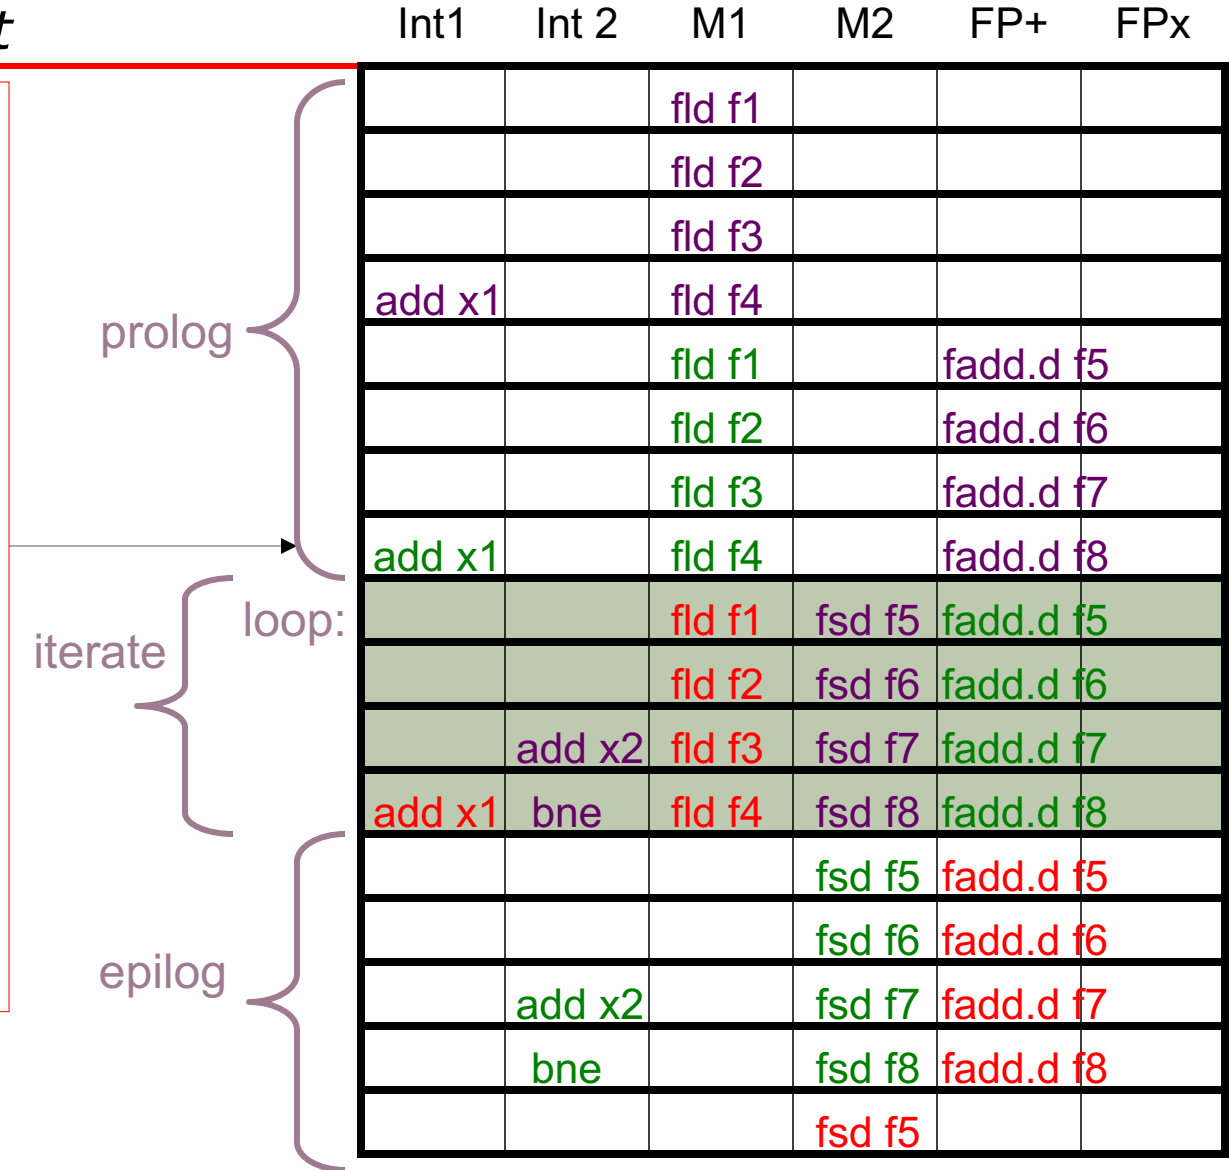 t Int1 Int 2 M1 M2 FP+ FPx
fld f1
fld f2
fld f3
add x1 fld f4
prolog
fld f1 fadd.d f5
fld f2 fadd.d f6
fld f3 fadd.d f7
add x1 fld f4 fadd.d f8
loop: fld f1 fsd f5 fadd.d f5
iterate
fld f2 fsd f6 fadd.d f6
add x2 fld f3 fsd f7 fadd.d f7
add x1 bne fld f4 fsd f8 fadd.d f8
fsd f5 fadd.d f5
fsd f6 fadd.d f6
epilog
add x2 fsd f7 fadd.d f7
bne fsd f8 fadd.d f8
fsd f5